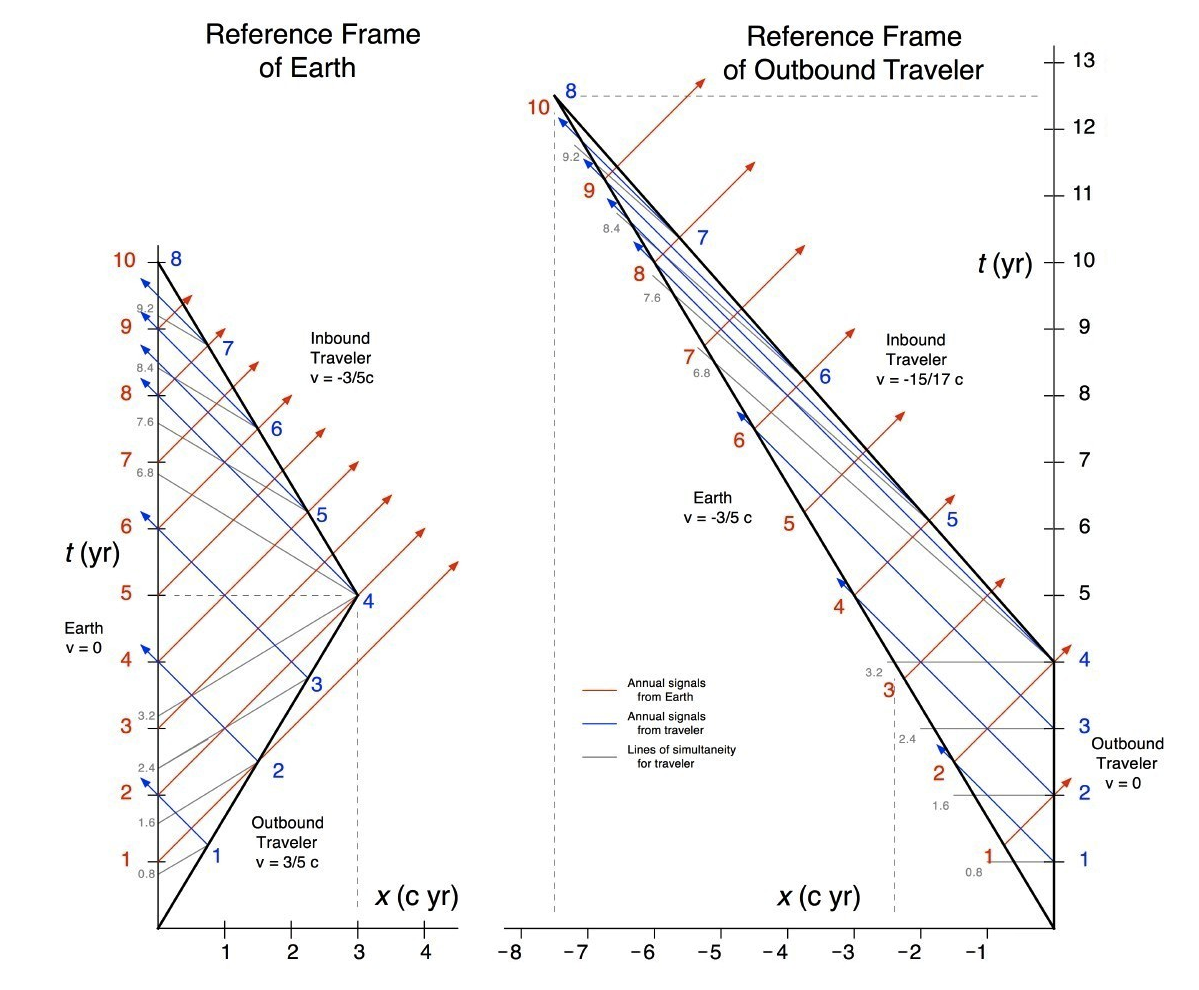 Reference Frame
of Earth
10
8
9.2
9
7
8.4
8
7.6
6
7
6.8
5
6
t (yr)
5
4
Earth
v = 0
4
3
3.2
3
2.4
2
2
1.6
1
1
0.8
Inbound
Traveler
v = -3/5c
Outbound
Traveler
v = 3/5 c
x (c yr)
1
2
3
4
Reference Frame
of Outbound Traveler
13
8
10
12
9.2
9
11
8.4
7
t (yr)
10
8
7.6
9
7
6.8
6
8
Inbound
Traveler
v = -15/17 c
7
6
Earth
v = -3/5 c
5
5
6
5
4
4
3.2
3
3
2.4
2
2
1.6
1
1
0.8
Outbound
Traveler
v = 0
Annual signals
from Earth
Annual signals
from traveler
Lines of simultaneity
for traveler
x (c yr)
−8
−7
−6
−5
−4
−3
−2
−1